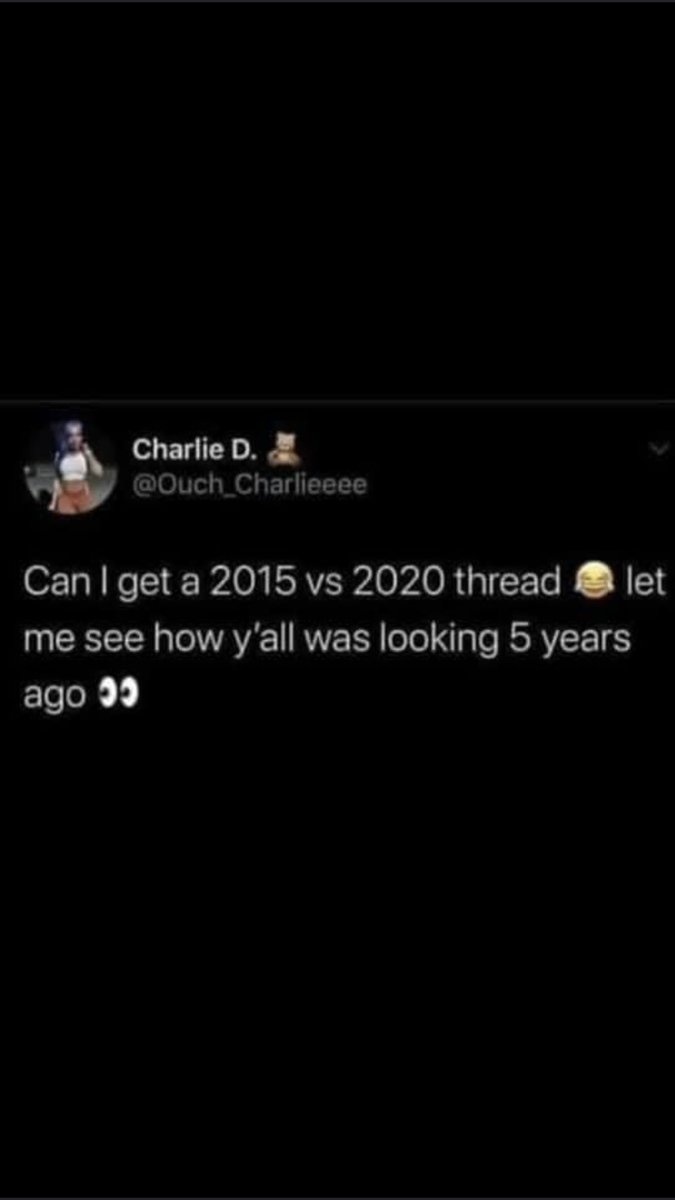 Charlie D. 🧸
@Ouch_Charlieeee
Can I get a 2015 vs 2020 thread 😂 let
me see how y'all was looking 5 years
ago 👀